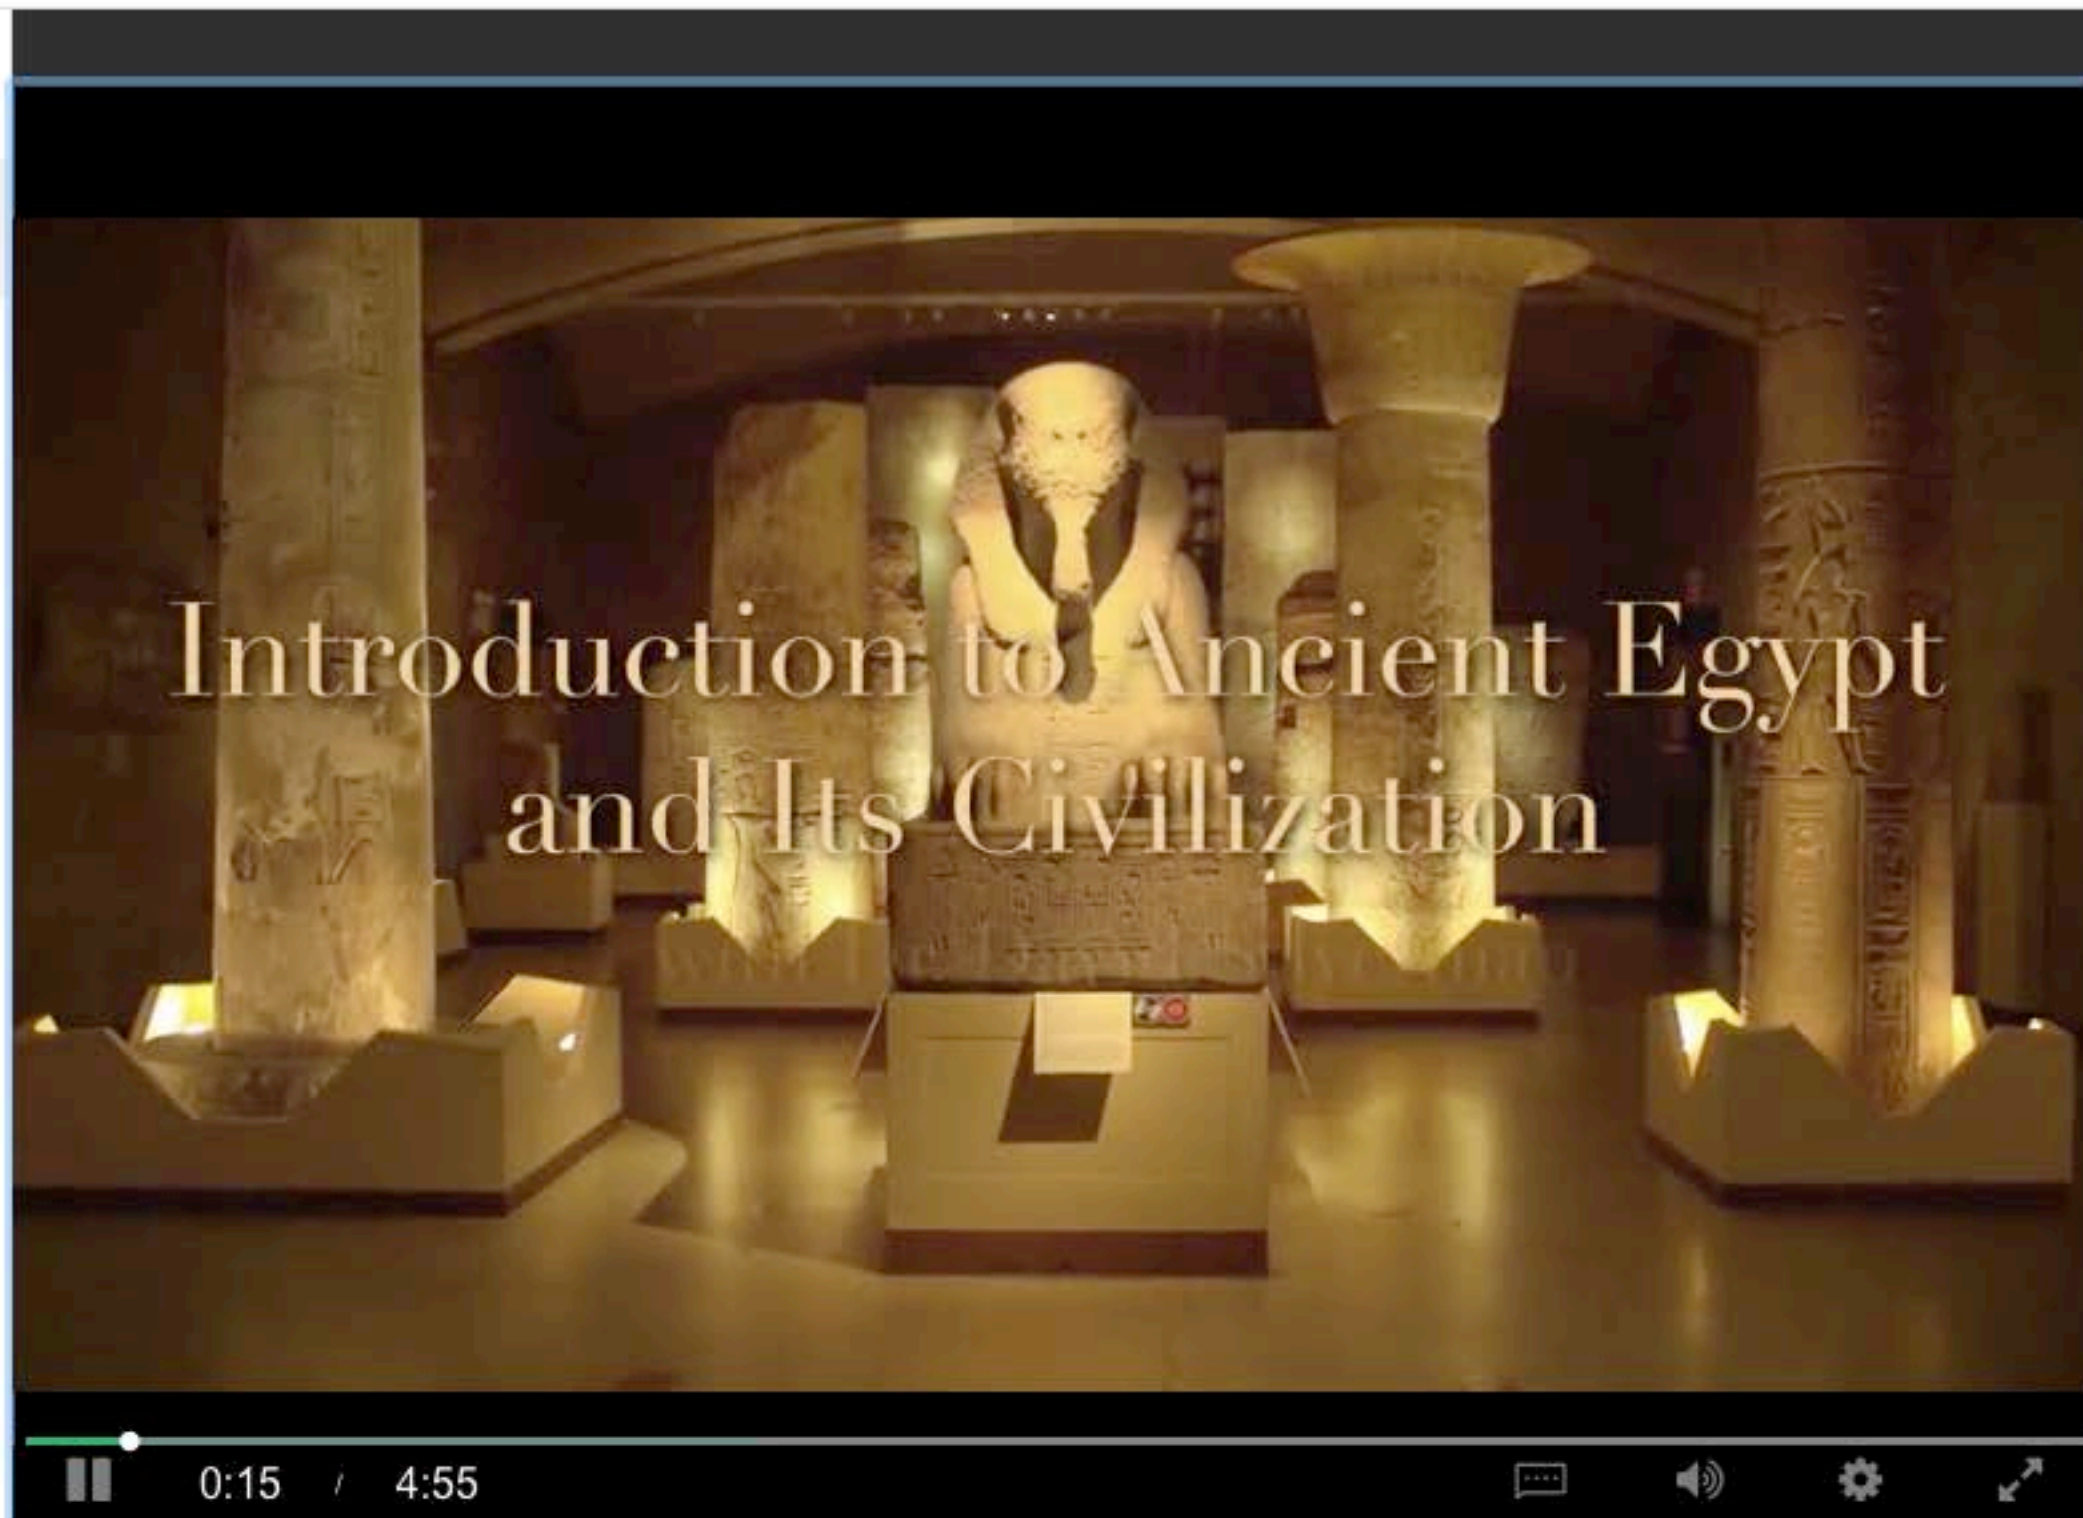 Introduction to Ancient Egypt
and Its Civilization
0:15 / 4:55